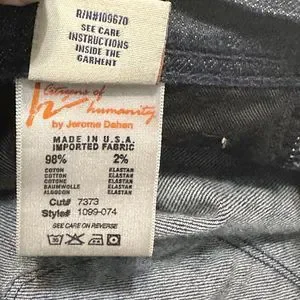 R/N#109670
SEE CARE
INSTRUCTIONS
INSIDE THE
GARMENT
Citizens of
humanity
by Jerome Dahan
MADE IN U.S.A
IMPORTED FABRIC
98% 2%
COTON ELASTAN
COTTON ELASTAN
COTONE ELASTAN
BAUMWOLLE ELASTAN
ALGODON ELASTAN
Cut# 7373
Style# 1099-074
SEE CARE ON REVERSE